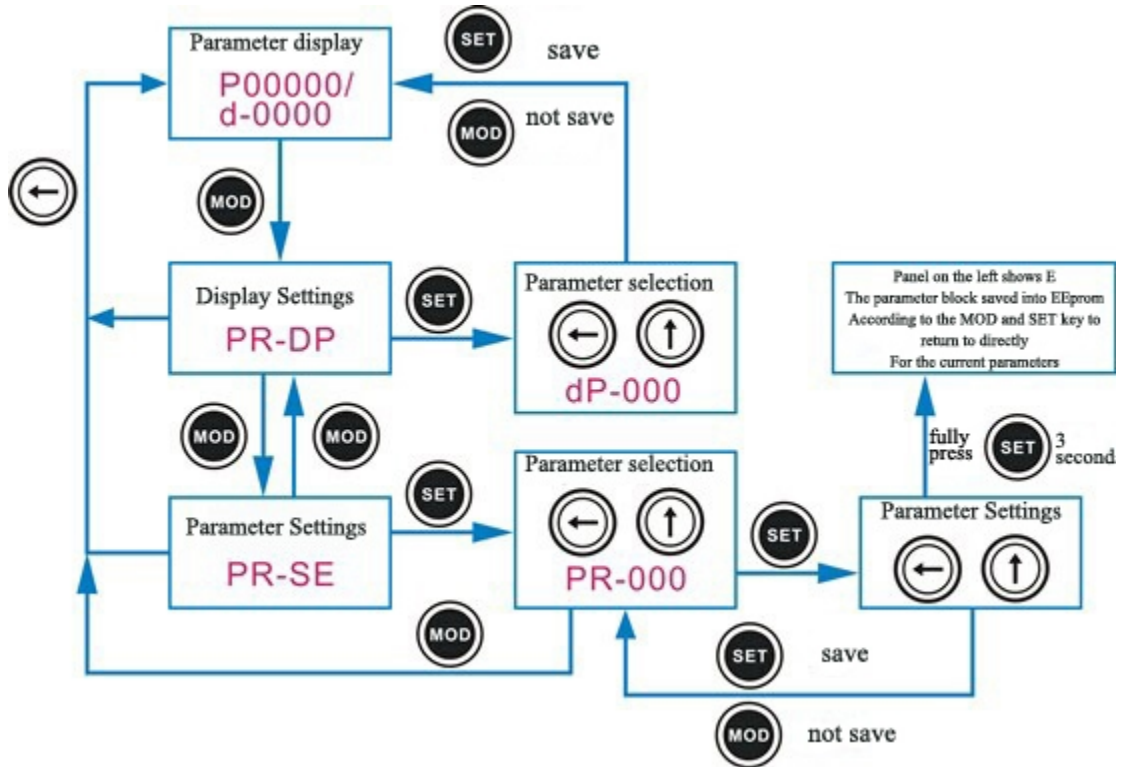 Parameter display
P00000/
d-0000
SET
save
MOD
not save
←
MOD
Display Settings
PR-DP
SET
Parameter selection
← ↑
dP-000
Panel on the left shows E
The parameter block saved into EEprom
According to the MOD and SET key to
return to directly
For the current parameters
MOD
MOD
fully
press
SET
3
second
Parameter Settings
PR-SE
SET
Parameter selection
← ↑
PR-000
SET
Parameter Settings
← ↑
MOD
SET
save
MOD
not save